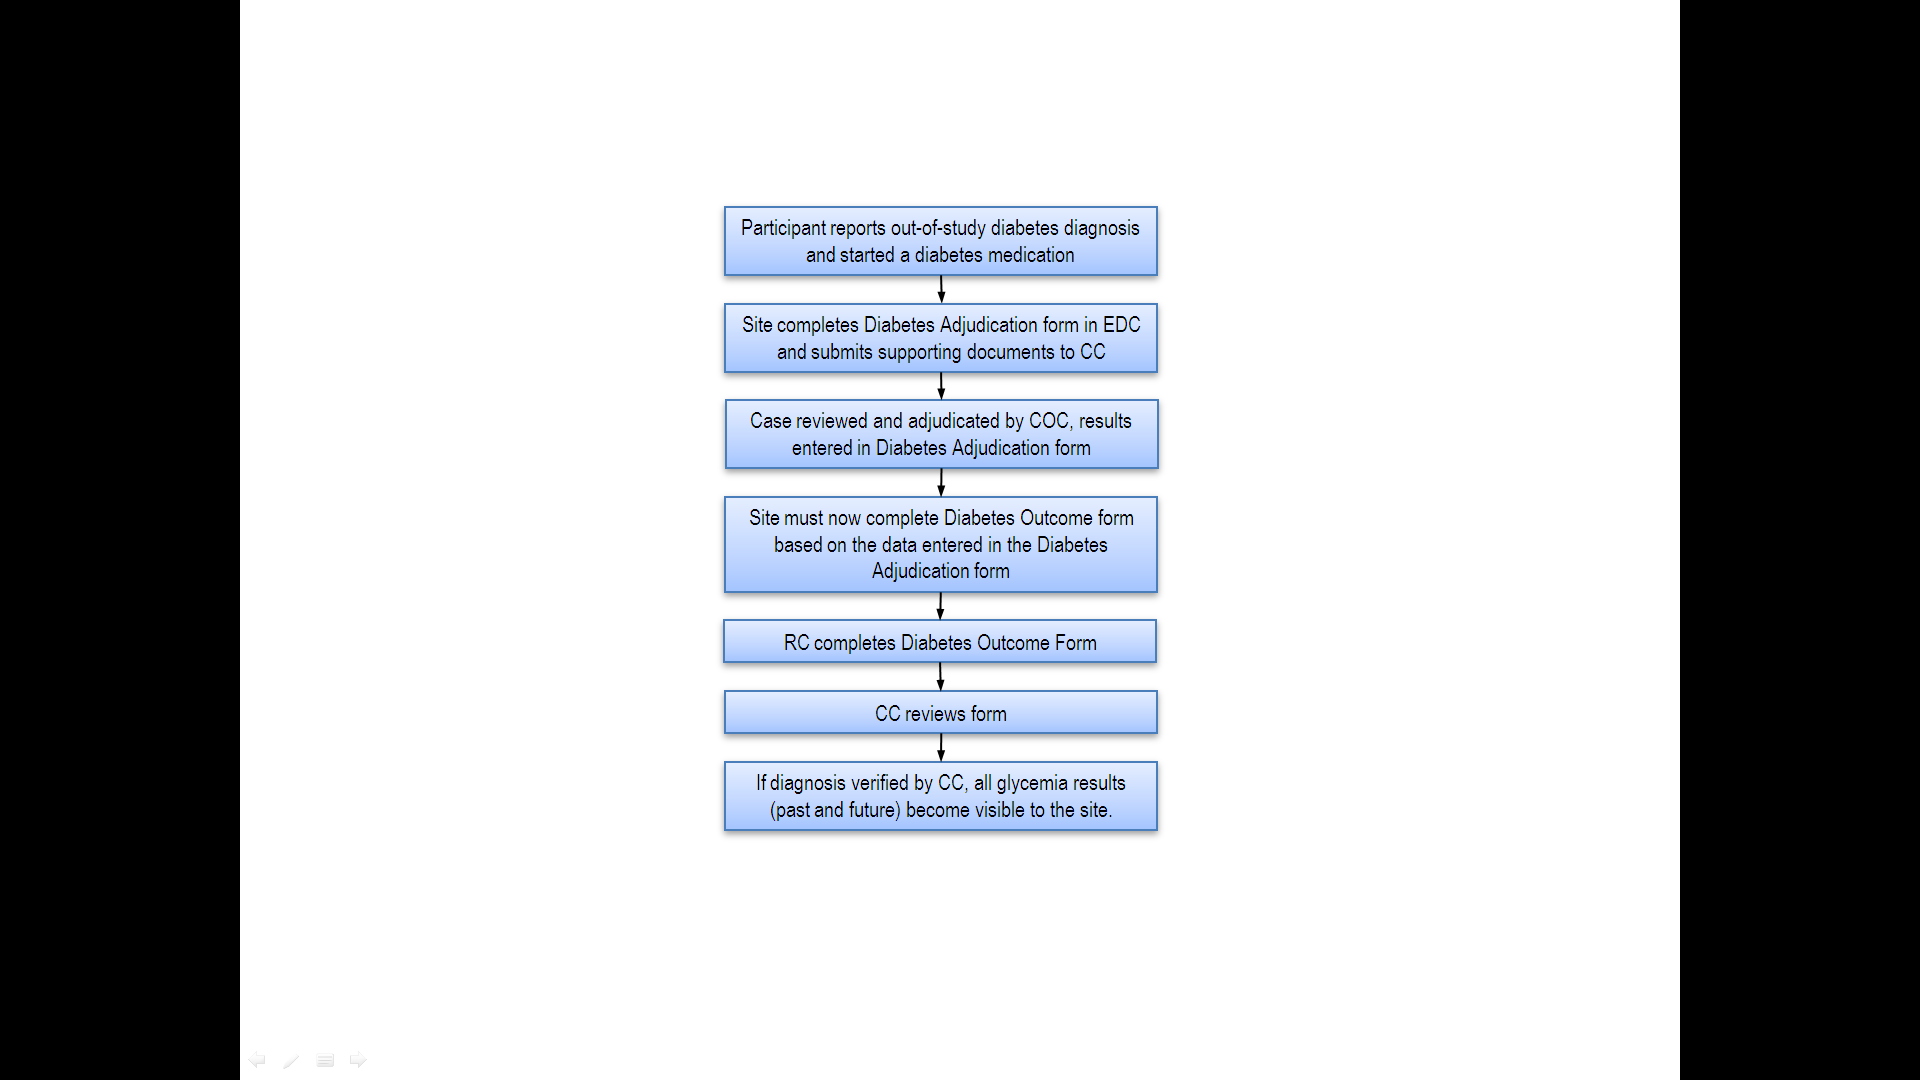 Participant reports out-of-study diabetes diagnosis
and started a diabetes medication
Site completes Diabetes Adjudication form in EDC
and submits supporting documents to CC
Case reviewed and adjudicated by COC, results
entered in Diabetes Adjudication form
Site must now complete Diabetes Outcome form
based on the data entered in the Diabetes
Adjudication form
RC completes Diabetes Outcome Form
CC reviews form
If diagnosis verified by CC, all glycemia results
(past and future) become visible to the site.